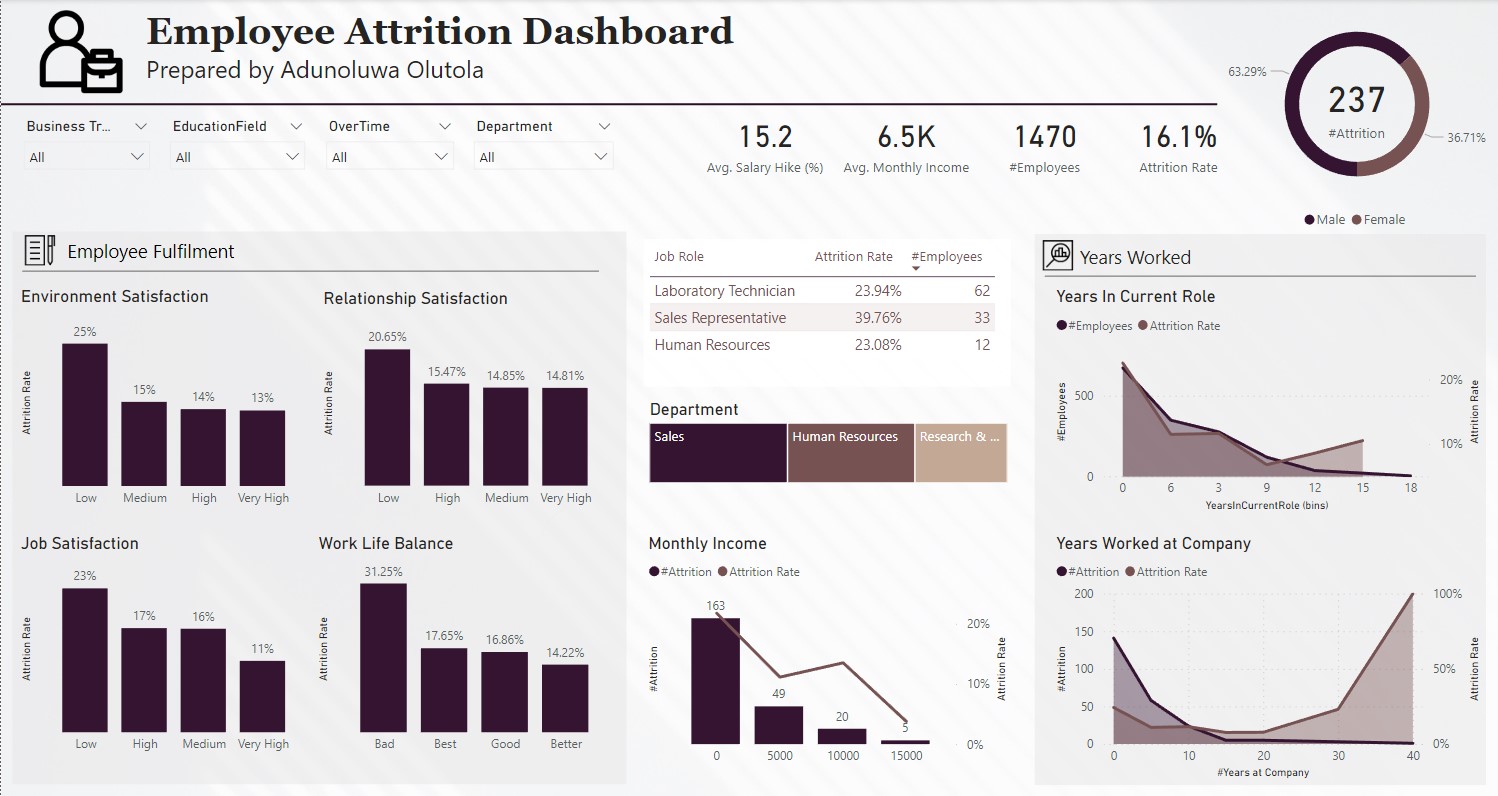 Employee Attrition Dashboard
Prepared by Adunoluwa Olutola
63.29%
237
#Attrition
36.71%
Male Female
Business Tr... EducationField OverTime Department
All All All All
15.2 6.5K 1470 16.1%
Avg. Salary Hike (%) Avg. Monthly Income #Employees Attrition Rate
Employee Fulfilment
Environment Satisfaction
Attrition Rate
25% 15% 14% 13%
Low Medium High Very High
Relationship Satisfaction
Attrition Rate
20.65% 15.47% 14.85% 14.81%
Low High Medium Very High
Job Satisfaction
Attrition Rate
23% 17% 16% 11%
Low High Medium Very High
Work Life Balance
Attrition Rate
31.25% 17.65% 16.86% 14.22%
Bad Best Good Better
Job Role Attrition Rate #Employees
Laboratory Technician 23.94% 62
Sales Representative 39.76% 33
Human Resources 23.08% 12
Department
Sales Human Resources Research & ...
Monthly Income
#Attrition Attrition Rate
#Attrition
163 49 20 5
20%
10%
0%
Attrition Rate
0 5000 10000 15000
Years Worked
Years In Current Role
#Employees Attrition Rate
#Employees
500
0
20%
10%
Attrition Rate
0 6 3 9 12 15 18
YearsInCurrentRole (bins)
Years Worked at Company
#Attrition Attrition Rate
#Attrition
200
150
100
50
0
100%
50%
0%
Attrition Rate
0 10 20 30 40
#Years at Company